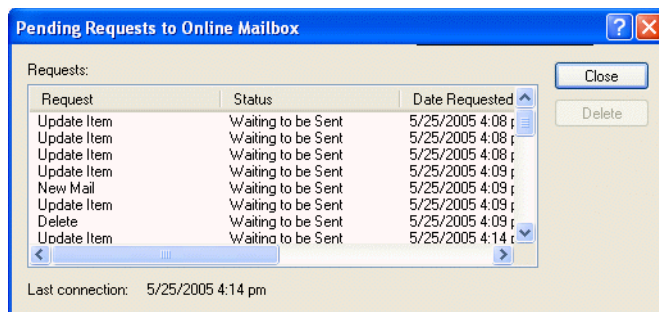 Pending Requests to Online Mailbox
Requests:
Close
Request Status Date Requested
Delete
Update Item Waiting to be Sent 5/25/2005 4:08 p
Update Item Waiting to be Sent 5/25/2005 4:08 p
Update Item Waiting to be Sent 5/25/2005 4:08 p
Update Item Waiting to be Sent 5/25/2005 4:09 p
New Mail Waiting to be Sent 5/25/2005 4:09 p
Update Item Waiting to be Sent 5/25/2005 4:09 p
Delete Waiting to be Sent 5/25/2005 4:09 p
Update Item Waiting to be Sent 5/25/2005 4:14 p
Last connection: 5/25/2005 4:14 pm